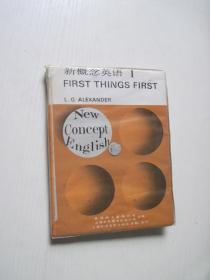 新概念英语 1
FIRST THINGS FIRST
L. G. ALEXANDER
New
Concept
English